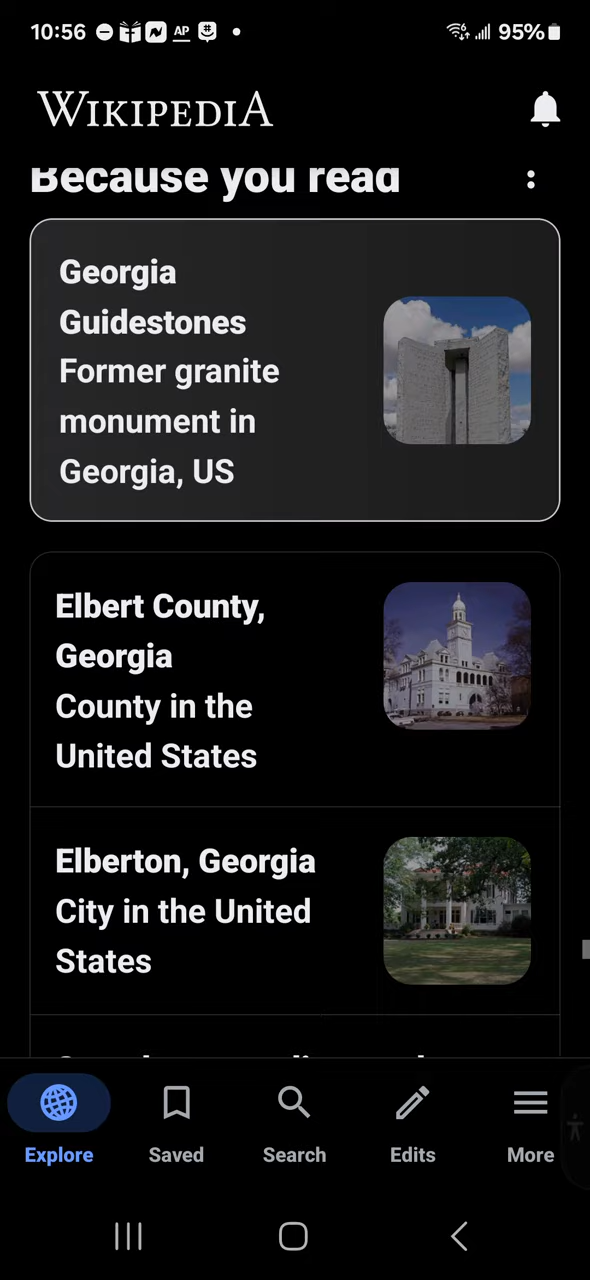 10:56 AP 95%
WIKIPEDIA
Because you read
Georgia
Guidestones
Former granite
monument in
Georgia, US
Elbert County,
Georgia
County in the
United States
Elberton, Georgia
City in the United
States
Explore Saved Search Edits More